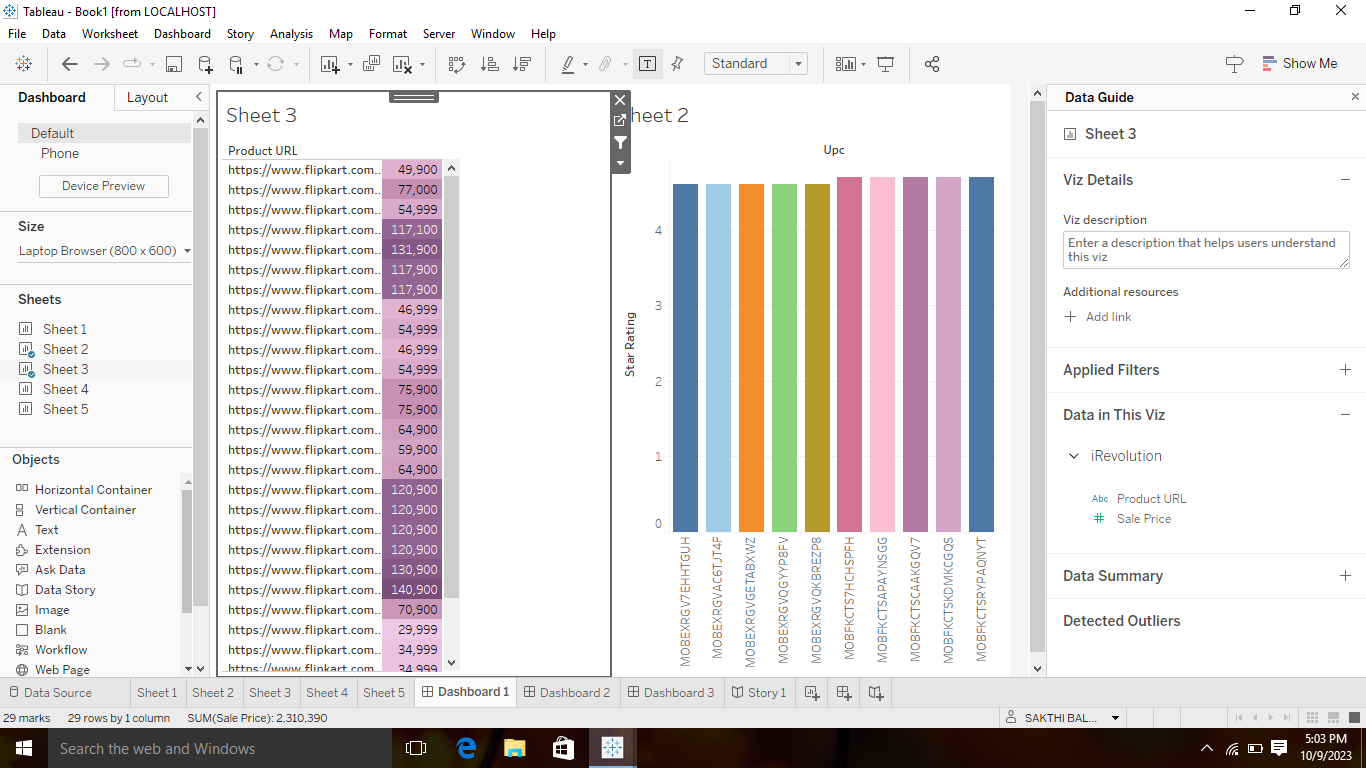 Tableau - Book1 [from LOCALHOST]
File Data Worksheet Dashboard Story Analysis Map Format Server Window Help
Standard
Show Me
Dashboard
Layout
Default
Phone
Device Preview
Size
Laptop Browser (800 x 600)
Sheets
Sheet 1
Sheet 2
Sheet 3
Sheet 4
Sheet 5
Objects
Horizontal Container
Vertical Container
Text
Extension
Ask Data
Data Story
Image
Blank
Workflow
Web Page
Sheet 3
Product URL
https://www.flipkart.com.. 49,900
https://www.flipkart.com.. 77,000
https://www.flipkart.com.. 54,999
https://www.flipkart.com.. 117,100
https://www.flipkart.com.. 131,900
https://www.flipkart.com.. 117,900
https://www.flipkart.com.. 117,900
https://www.flipkart.com.. 46,999
https://www.flipkart.com.. 54,999
https://www.flipkart.com.. 46,999
https://www.flipkart.com.. 54,999
https://www.flipkart.com.. 75,900
https://www.flipkart.com.. 75,900
https://www.flipkart.com.. 64,900
https://www.flipkart.com.. 59,900
https://www.flipkart.com.. 64,900
https://www.flipkart.com.. 120,900
https://www.flipkart.com.. 120,900
https://www.flipkart.com.. 120,900
https://www.flipkart.com.. 120,900
https://www.flipkart.com.. 130,900
https://www.flipkart.com.. 140,900
https://www.flipkart.com.. 70,900
https://www.flipkart.com.. 29,999
https://www.flipkart.com.. 34,999
https://www.flipkart.com.. 34,999
heet 2
Upc
Star Rating
4
3
2
1
0
MOBEXRGV7EHHTGUH
MOBEXRGVAC6TJT4F
MOBEXRGVGETABXWZ
MOBEXRGVQGYYP8FV
MOBEXRGVQKBREZP8
MOBFKCTS7HCHSPFH
MOBFKCTSAPAYNSGG
MOBFKCTSCAAKGQV7
MOBFKCTSKDMKCGQS
MOBFKCTSRYPAQNYT
Data Guide
Sheet 3
Viz Details
Viz description
Enter a description that helps users understand
this viz
Additional resources
Add link
Applied Filters
Data in This Viz
iRevolution
Abc Product URL
# Sale Price
Data Summary
Detected Outliers
Data Source Sheet 1 Sheet 2 Sheet 3 Sheet 4 Sheet 5 Dashboard 1 Dashboard 2 Dashboard 3 Story 1
29 marks 29 rows by 1 column SUM(Sale Price): 2,310,390
SAKTHI BAL...
Search the web and Windows
5:03 PM
10/9/2023